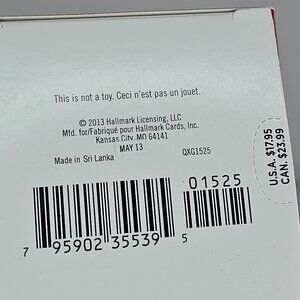 This is not a toy. Ceci n'est pas un jouet.
© 2013 Hallmark Licensing, LLC
Mfd. for/Fabriqué pour Hallmark Cards, Inc.
Kansas City, MO 64141
MAY 13
Made in Sri Lanka QXG1525
U.S.A. $17.95
CAN. $23.99
01525
7 95902 35539 5